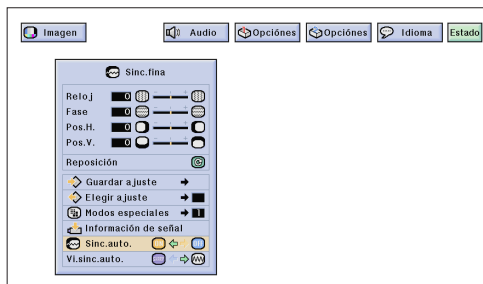 Imagen Audio Opciónes Opciónes Idioma Estado
Sinc.fina
Reloj 0
Fase 0
Pos.H. 0
Pos.V. 0
Reposición
Guardar ajuste
Elegir ajuste
Modos especiales 1
Información de señal
Sinc.auto.
Vi.sinc.auto.